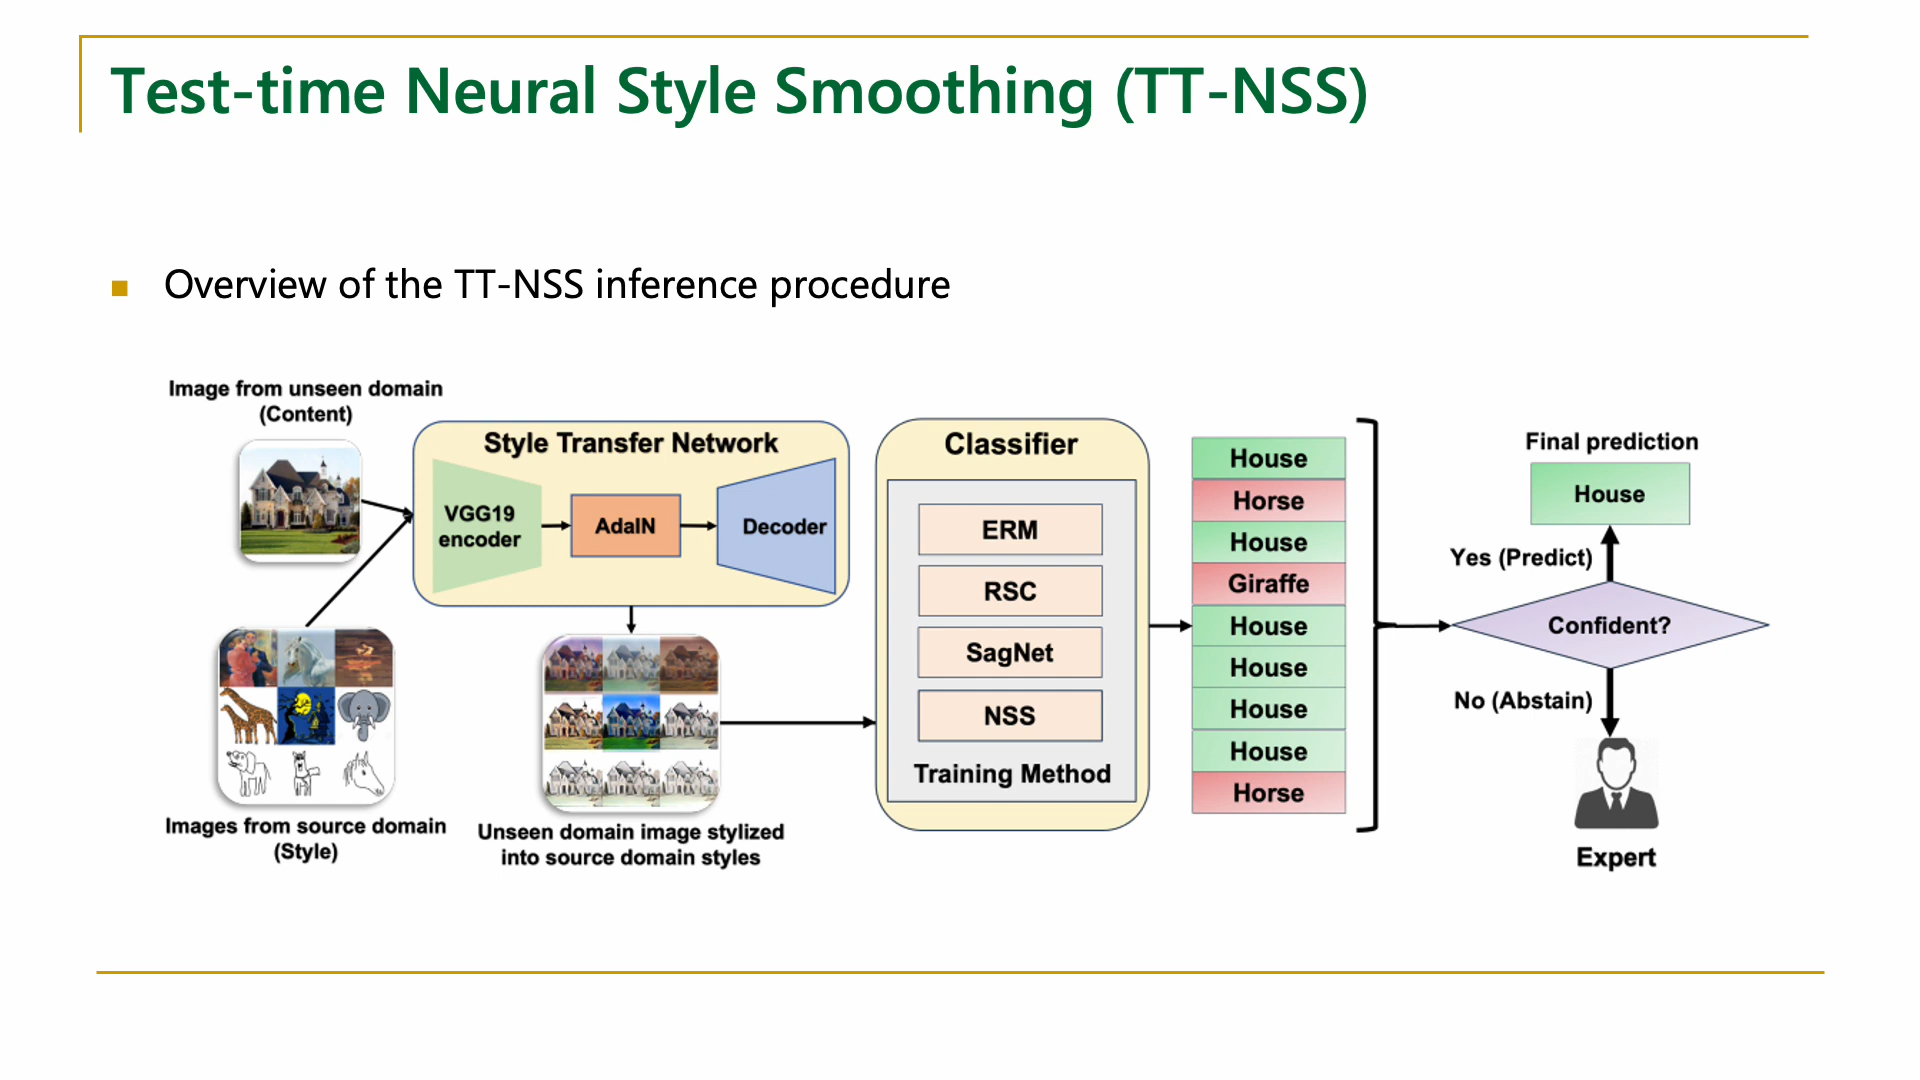 Test-time Neural Style Smoothing (TT-NSS)
Overview of the TT-NSS inference procedure
Image from unseen domain
(Content)
Images from source domain
(Style)
Style Transfer Network
VGG19
encoder
AdaIN
Decoder
Unseen domain image stylized
into source domain styles
Classifier
ERM
RSC
SagNet
NSS
Training Method
House
Horse
House
Giraffe
House
House
House
House
Horse
Final prediction
House
Yes (Predict)
Confident?
No (Abstain)
Expert